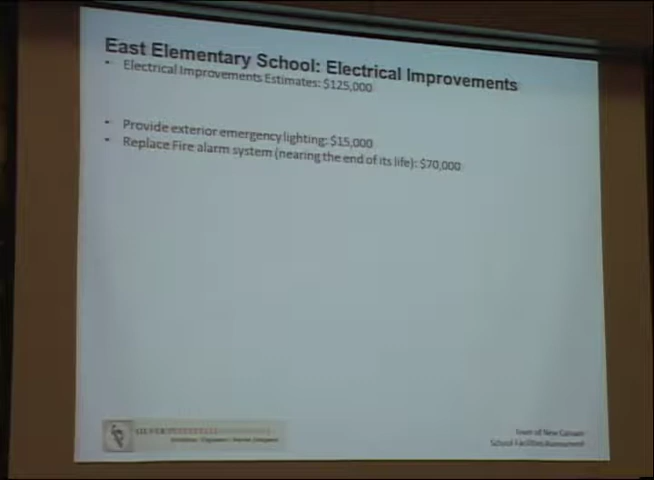 East Elementary School: Electrical Improvements
• Electrical Improvements Estimates: $125,000
• Provide exterior emergency lighting: $15,000
• Replace Fire alarm system (nearing the end of its life): $70,000
Town of New Canaan
School Facilities Assessment